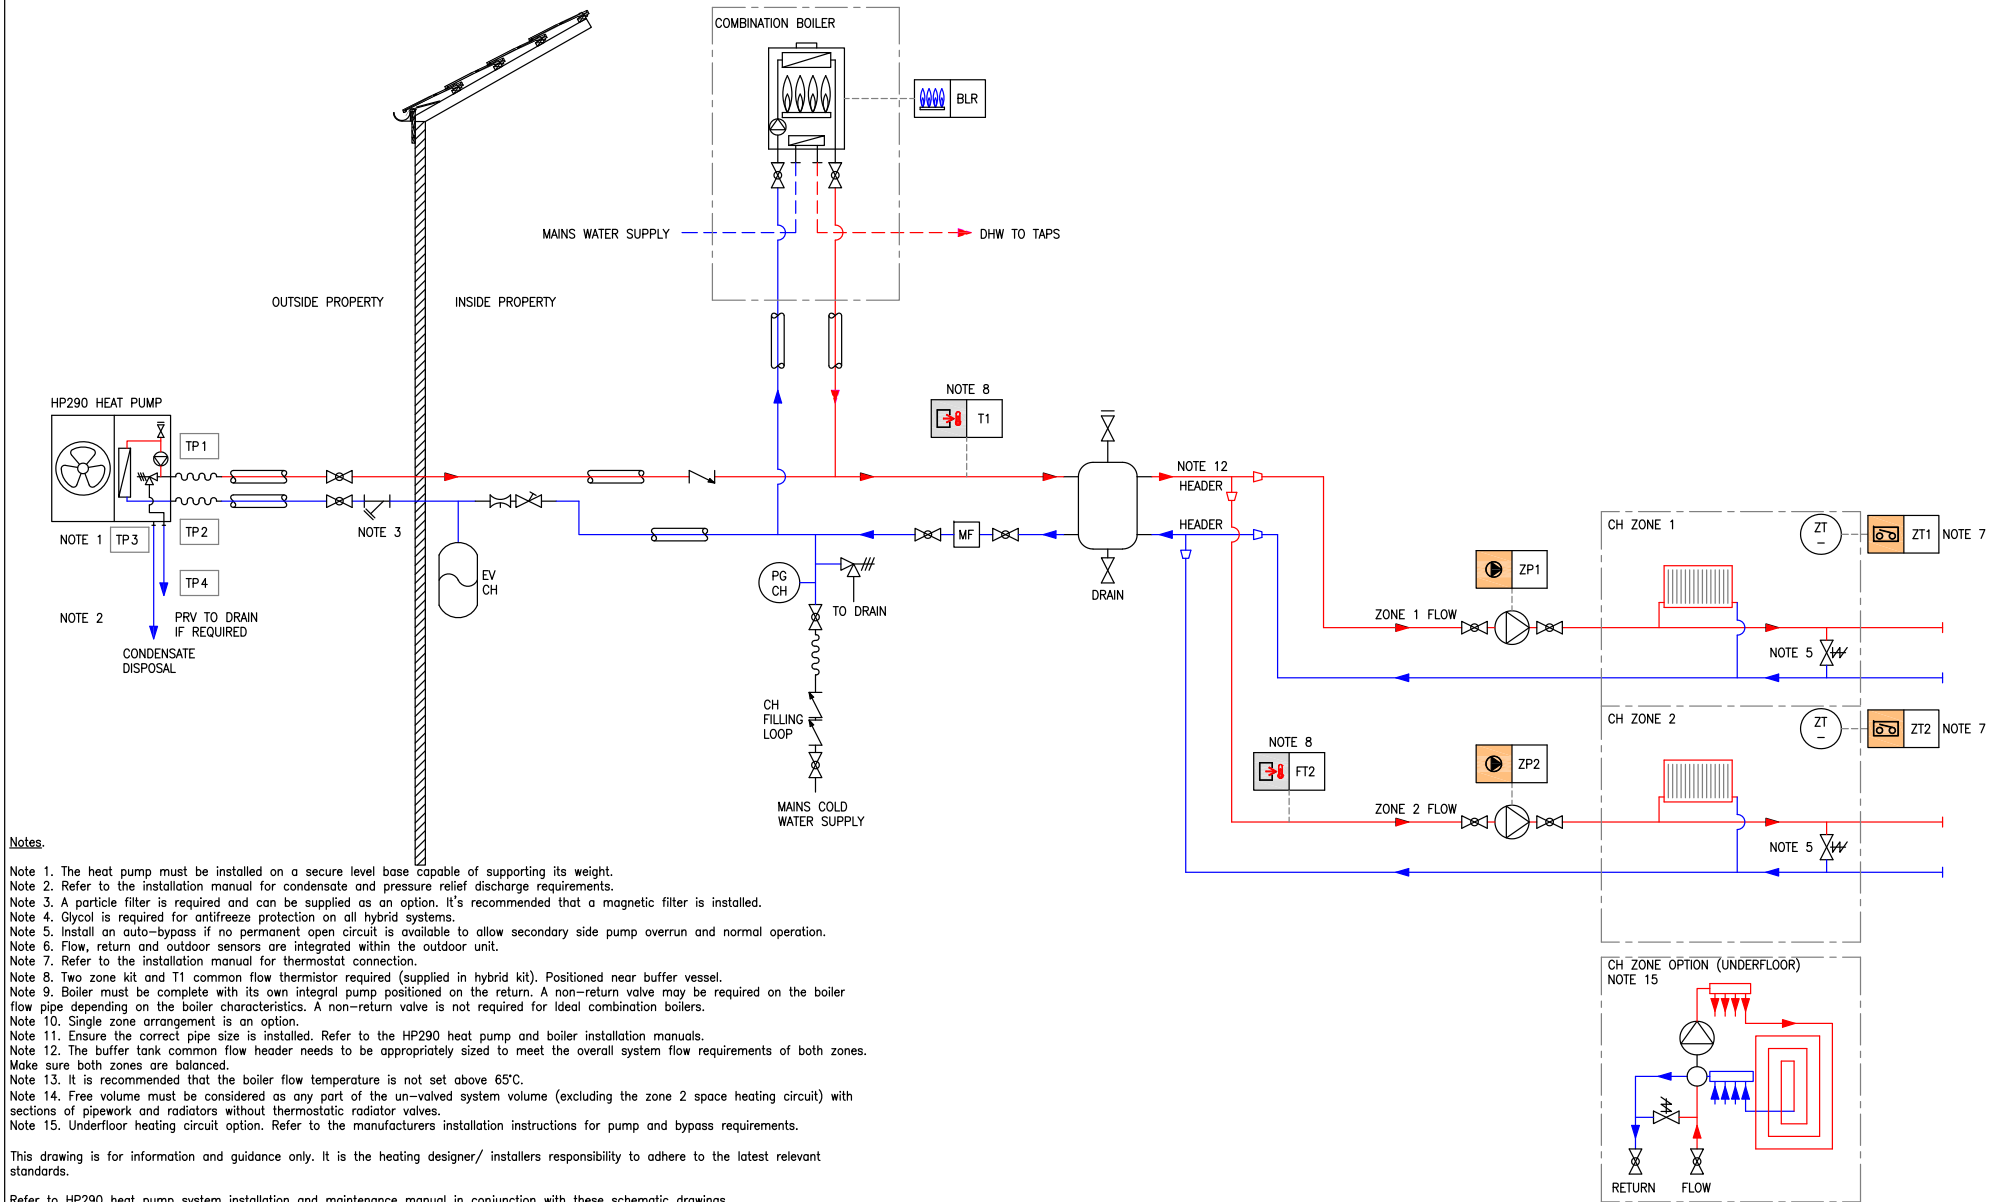 COMBINATION BOILER
BLR
MAINS WATER SUPPLY
DHW TO TAPS
OUTSIDE PROPERTY
INSIDE PROPERTY
NOTE 8
T1
HP290 HEAT PUMP
TP1
TP2
NOTE 1
TP3
TP4
NOTE 2
PRV TO DRAIN
IF REQUIRED
CONDENSATE
DISPOSAL
NOTE 3
EV
CH
MF
PG
CH
TO DRAIN
CH
FILLING
LOOP
MAINS COLD
WATER SUPPLY
DRAIN
NOTE 12
HEADER
HEADER
ZP1
ZONE 1 FLOW
CH ZONE 1
ZT
–
ZT1
NOTE 7
NOTE 5
NOTE 8
FT2
ZP2
ZONE 2 FLOW
CH ZONE 2
ZT
–
ZT2
NOTE 7
NOTE 5
CH ZONE OPTION (UNDERFLOOR)
NOTE 15
RETURN
FLOW
Notes.
Note 1. The heat pump must be installed on a secure level base capable of supporting its weight.
Note 2. Refer to the installation manual for condensate and pressure relief discharge requirements.
Note 3. A particle filter is required and can be supplied as an option. It's recommended that a magnetic filter is installed.
Note 4. Glycol is required for antifreeze protection on all hybrid systems.
Note 5. Install an auto–bypass if no permanent open circuit is available to allow secondary side pump overrun and normal operation.
Note 6. Flow, return and outdoor sensors are integrated within the outdoor unit.
Note 7. Refer to the installation manual for thermostat connection.
Note 8. Two zone kit and T1 common flow thermistor required (supplied in hybrid kit). Positioned near buffer vessel.
Note 9. Boiler must be complete with its own integral pump positioned on the return. A non–return valve may be required on the boiler
flow pipe depending on the boiler characteristics. A non–return valve is not required for Ideal combination boilers.
Note 10. Single zone arrangement is an option.
Note 11. Ensure the correct pipe size is installed. Refer to the HP290 heat pump and boiler installation manuals.
Note 12. The buffer tank common flow header needs to be appropriately sized to meet the overall system flow requirements of both zones.
Make sure both zones are balanced.
Note 13. It is recommended that the boiler flow temperature is not set above 65°C.
Note 14. Free volume must be considered as any part of the un–valved system volume (excluding the zone 2 space heating circuit) with
sections of pipework and radiators without thermostatic radiator valves.
Note 15. Underfloor heating circuit option. Refer to the manufacturers installation instructions for pump and bypass requirements.
This drawing is for information and guidance only. It is the heating designer/ installers responsibility to adhere to the latest relevant
standards.
Refer to HP290 heat pump system installation and maintenance manual in conjunction with these schematic drawings